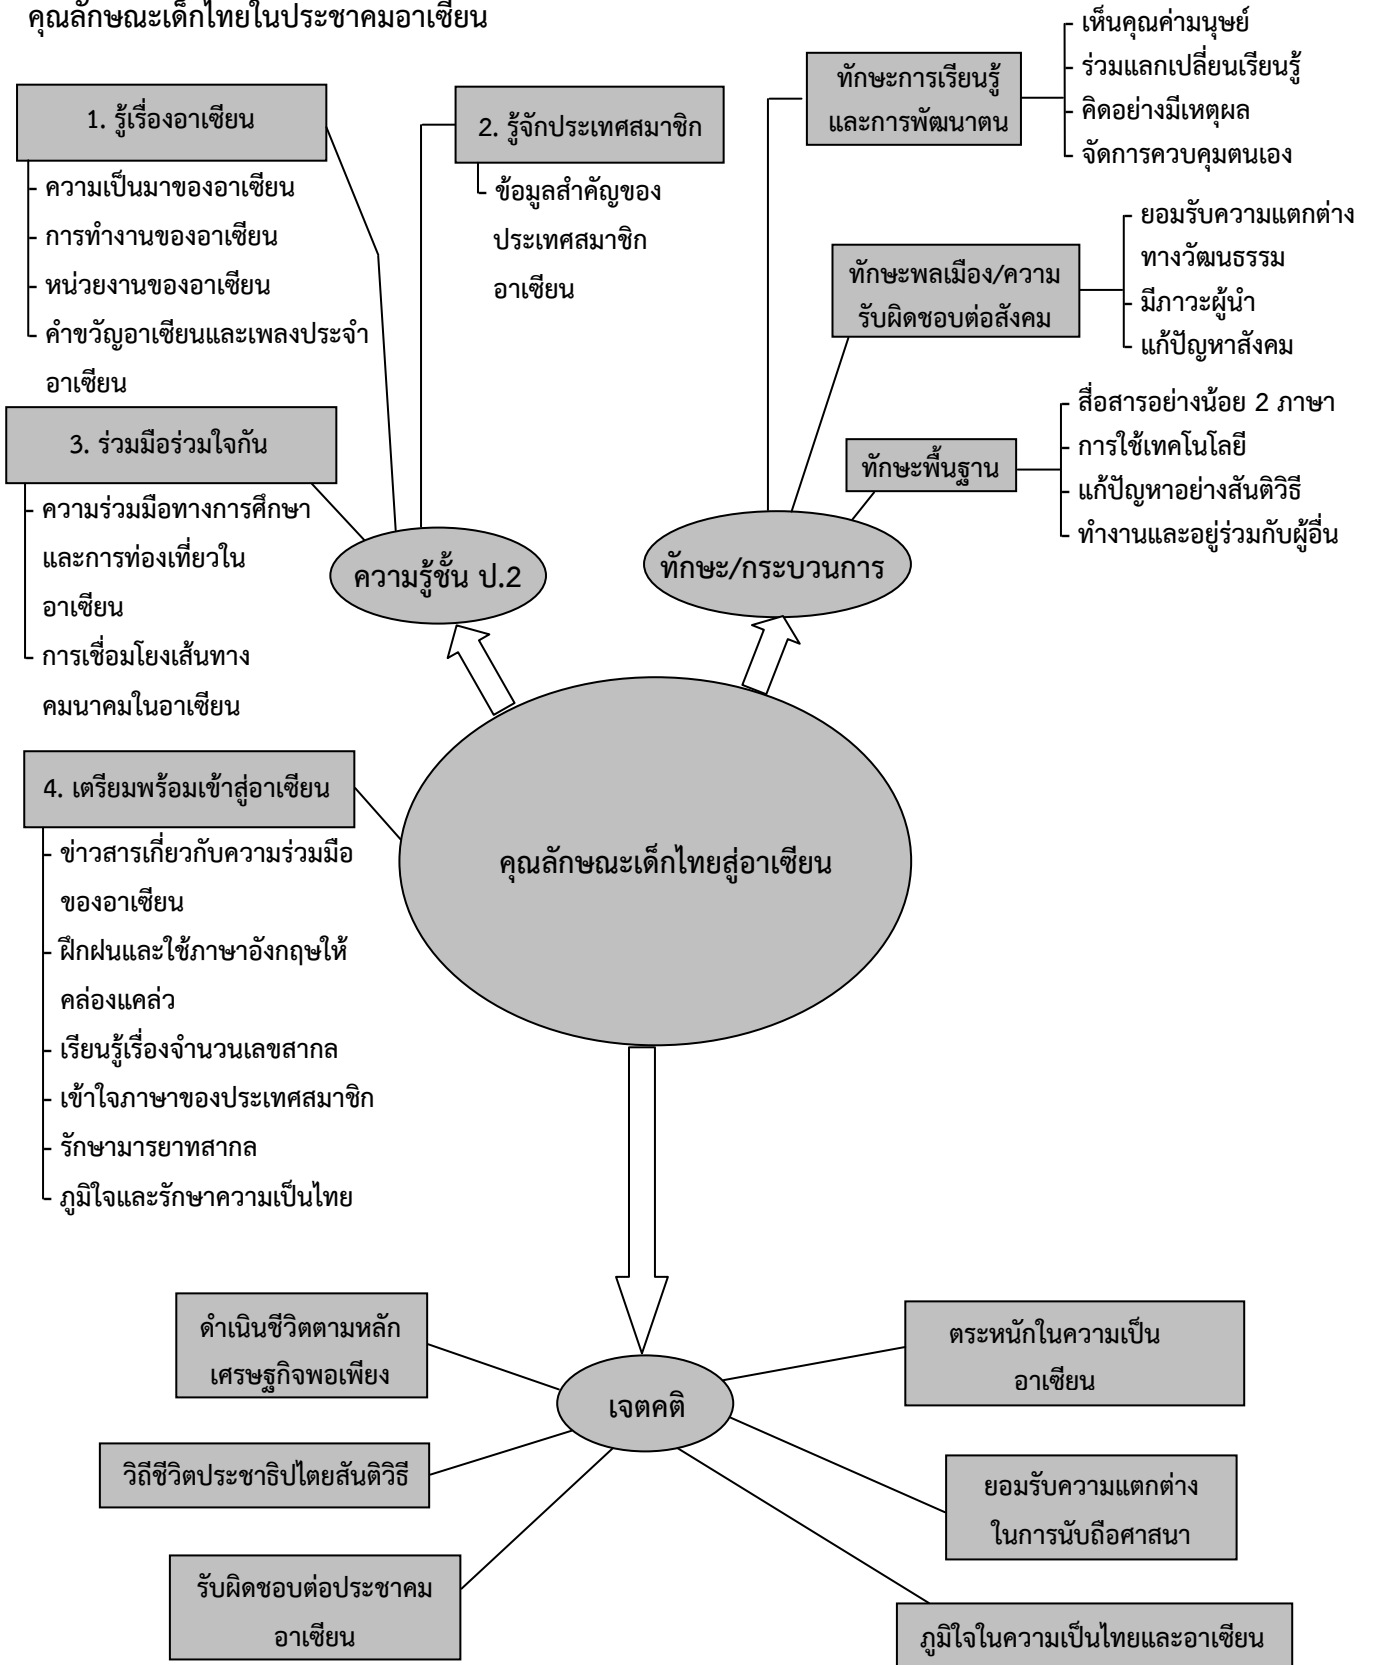 คุณลักษณะเด็กไทยในประชาคมอาเซียน
1. รู้เรื่องอาเซียน
- ความเป็นมาของอาเซียน
- การทำงานของอาเซียน
- หน่วยงานของอาเซียน
- คำขวัญอาเซียนและเพลงประจำ
อาเซียน
2. รู้จักประเทศสมาชิก
- ข้อมูลสำคัญของ
ประเทศสมาชิก
อาเซียน
3. ร่วมมือร่วมใจกัน
- ความร่วมมือทางการศึกษา
และการท่องเที่ยวใน
อาเซียน
- การเชื่อมโยงเส้นทาง
คมนาคมในอาเซียน
ความรู้ชั้น ป.2
ทักษะการเรียนรู้
และการพัฒนาตน
- เห็นคุณค่ามนุษย์
- ร่วมแลกเปลี่ยนเรียนรู้
- คิดอย่างมีเหตุผล
- จัดการควบคุมตนเอง
ทักษะพลเมือง/ความ
รับผิดชอบต่อสังคม
- ยอมรับความแตกต่าง
ทางวัฒนธรรม
- มีภาวะผู้นำ
- แก้ปัญหาสังคม
ทักษะพื้นฐาน
- สื่อสารอย่างน้อย 2 ภาษา
- การใช้เทคโนโลยี
- แก้ปัญหาอย่างสันติวิธี
- ทำงานและอยู่ร่วมกับผู้อื่น
ทักษะ/กระบวนการ
4. เตรียมพร้อมเข้าสู่อาเซียน
- ข่าวสารเกี่ยวกับความร่วมมือ
ของอาเซียน
- ฝึกฝนและใช้ภาษาอังกฤษให้
คล่องแคล่ว
- เรียนรู้เรื่องจำนวนเลขสากล
- เข้าใจภาษาของประเทศสมาชิก
- รักษามารยาทสากล
- ภูมิใจและรักษาความเป็นไทย
คุณลักษณะเด็กไทยสู่อาเซียน
ดำเนินชีวิตตามหลัก
เศรษฐกิจพอเพียง
วิถีชีวิตประชาธิปไตยสันติวิธี
รับผิดชอบต่อประชาคม
อาเซียน
เจตคติ
ตระหนักในความเป็น
อาเซียน
ยอมรับความแตกต่าง
ในการนับถือศาสนา
ภูมิใจในความเป็นไทยและอาเซียน